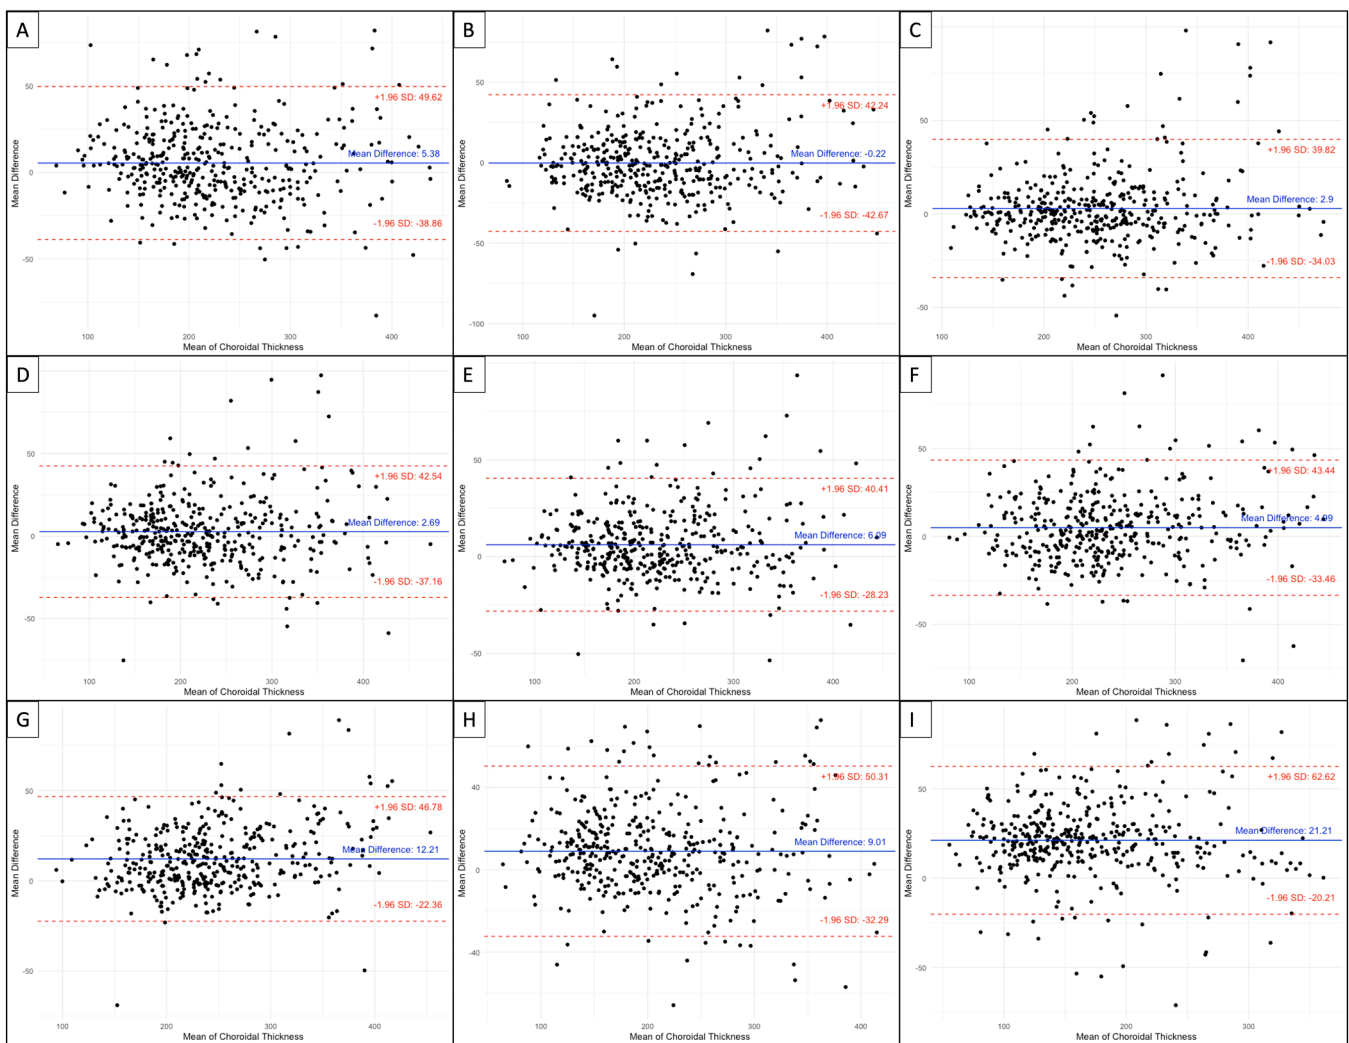 A
Mean Difference
50
0
-50
+1.96 SD: 49.62
Mean Difference: 5.38
-1.96 SD: -38.86
100 200 300 400
Mean of Choroidal Thickness
B
Mean Difference
50
0
-50
-100
+1.96 SD: 42.24
Mean Difference: -0.22
-1.96 SD: -42.67
100 200 300 400
Mean of Choroidal Thickness
C
Mean Difference
50
0
-50
+1.96 SD: 39.82
Mean Difference: 2.9
-1.96 SD: -34.03
100 200 300 400
Mean of Choroidal Thickness
D
Mean Difference
50
0
-50
+1.96 SD: 42.54
Mean Difference: 2.69
-1.96 SD: -37.16
100 200 300 400
Mean of Choroidal Thickness
E
Mean Difference
50
0
-50
+1.96 SD: 40.41
Mean Difference: 6.09
-1.96 SD: -28.23
100 200 300 400
Mean of Choroidal Thickness
F
Mean Difference
50
0
-50
+1.96 SD: 43.44
Mean Difference: 4.99
-1.96 SD: -33.46
100 200 300 400
Mean of Choroidal Thickness
G
Mean Difference
50
0
-50
+1.96 SD: 46.78
Mean Difference: 12.21
-1.96 SD: -22.36
100 200 300 400
Mean of Choroidal Thickness
H
Mean Difference
40
0
-40
+1.96 SD: 50.31
Mean Difference: 9.01
-1.96 SD: -32.29
100 200 300 400
Mean of Choroidal Thickness
I
Mean Difference
50
0
-50
+1.96 SD: 62.62
Mean Difference: 21.21
-1.96 SD: -20.21
100 200 300
Mean of Choroidal Thickness